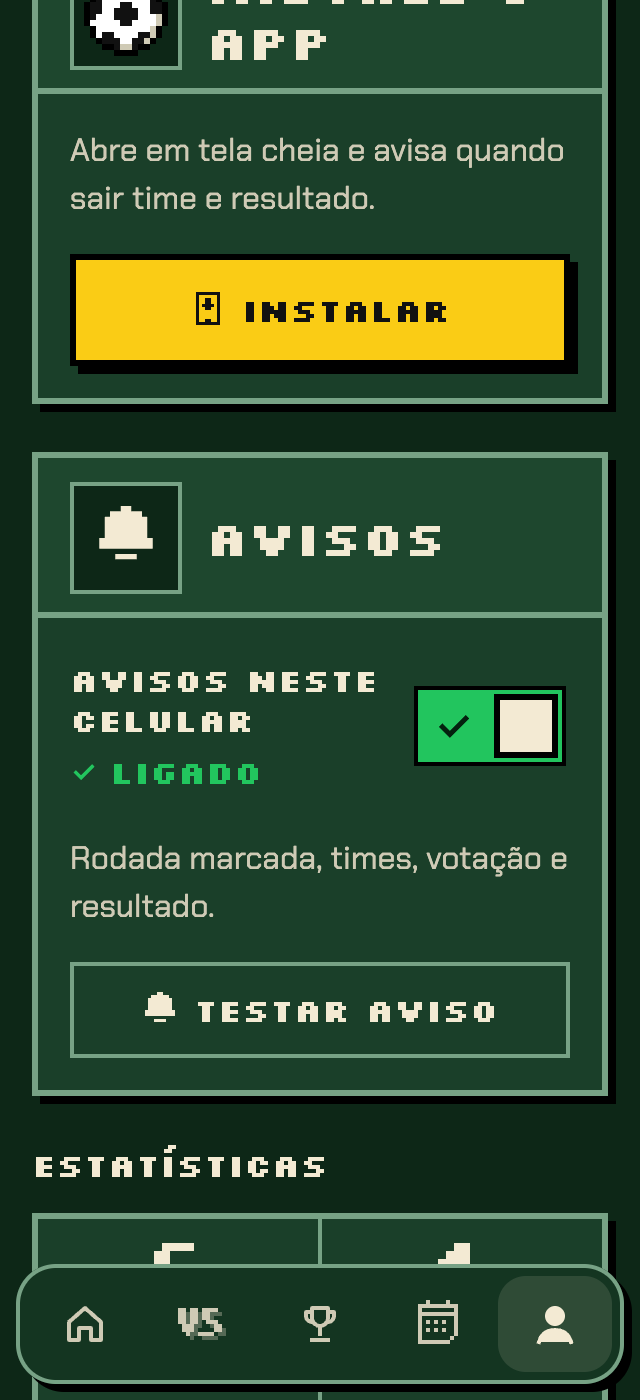 APP
Abre em tela cheia e avisa quando
sair time e resultado.
INSTALAR
AVISOS
AVISOS NESTE
CELULAR
LIGADO
Rodada marcada, times, votação e
resultado.
TESTAR AVISO
ESTATÍSTICAS
VS